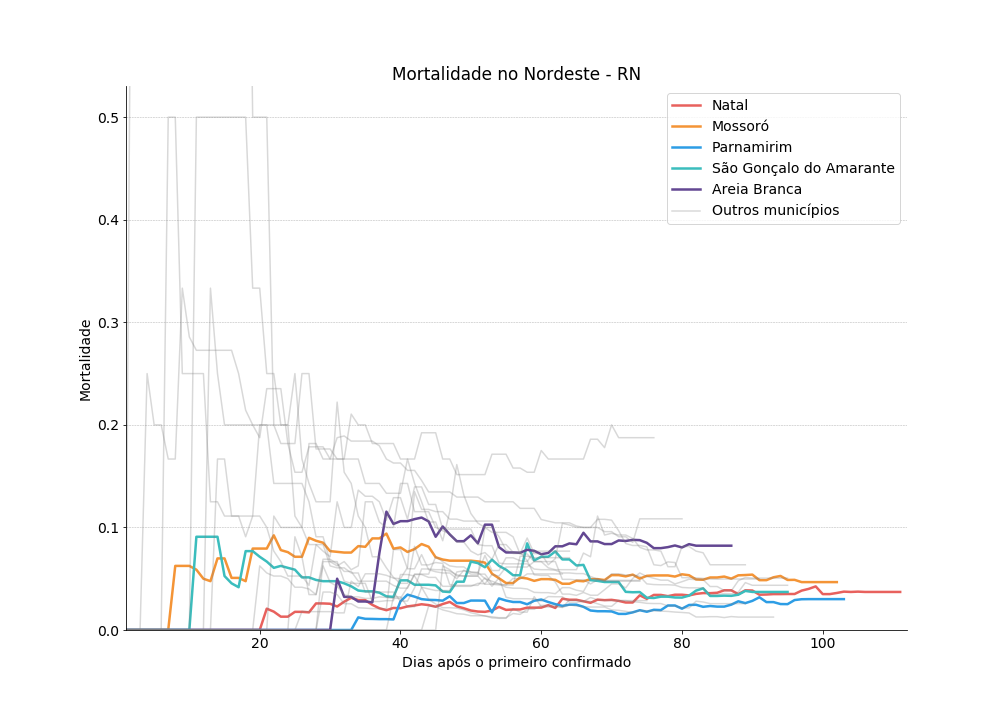 Mortalidade no Nordeste - RN
Natal
Mossoró
Parnamirim
São Gonçalo do Amarante
Areia Branca
Outros municípios
Mortalidade
0.5
0.4
0.3
0.2
0.1
0.0
20 40 60 80 100
Dias após o primeiro confirmado